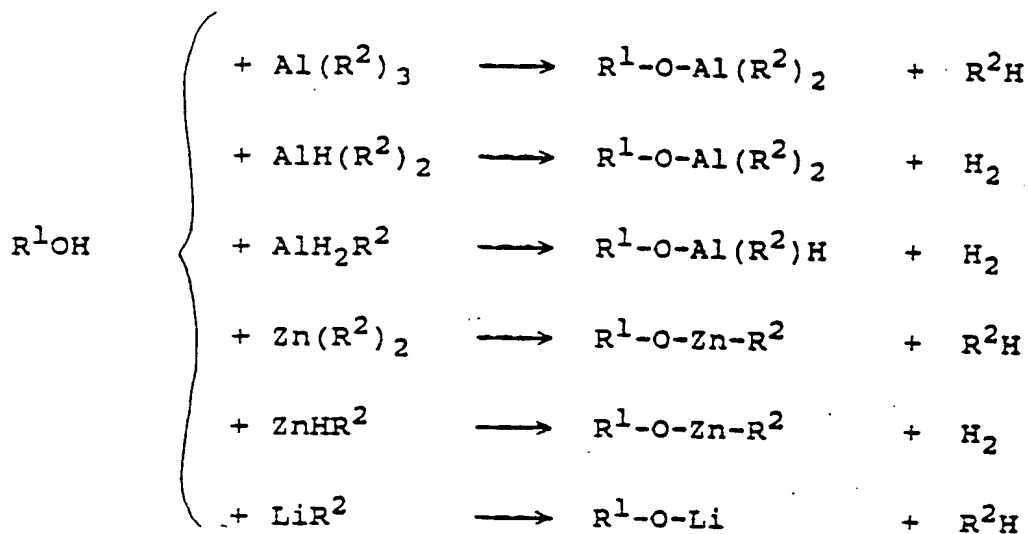 + Al(R²)₃ ⟶ R¹-O-Al(R²)₂ + R²H
+ AlH(R²)₂ ⟶ R¹-O-Al(R²)₂ + H₂
R¹OH + AlH₂R² ⟶ R¹-O-Al(R²)H + H₂
+ Zn(R²)₂ ⟶ R¹-O-Zn-R² + R²H
+ ZnHR² ⟶ R¹-O-Zn-R² + H₂
+ LiR² ⟶ R¹-O-Li + R²H